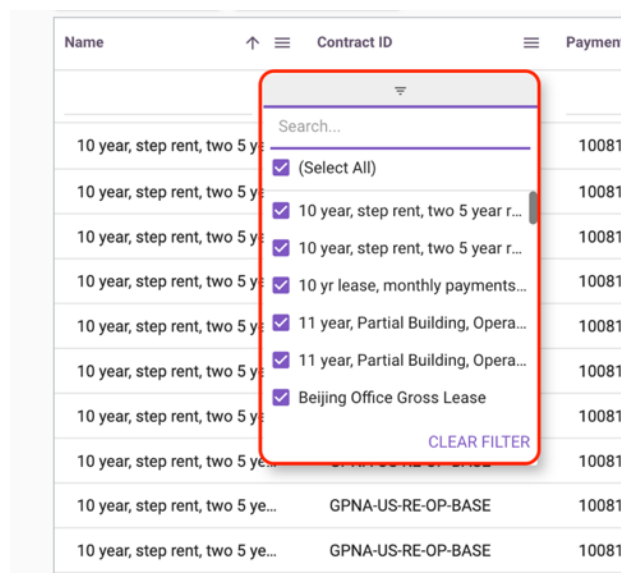 Name Contract ID Payment
Search...
(Select All)
10 year, step rent, two 5 ye 10081
10 year, step rent, two 5 year r...
10 year, step rent, two 5 ye 10081
10 year, step rent, two 5 year r...
10 year, step rent, two 5 ye 10081
10 yr lease, monthly payments...
10 year, step rent, two 5 ye 10081
11 year, Partial Building, Opera...
10 year, step rent, two 5 ye 10081
11 year, Partial Building, Opera...
10 year, step rent, two 5 ye 10081
Beijing Office Gross Lease
10 year, step rent, two 5 ye 10081
CLEAR FILTER
10 year, step rent, two 5 ye... GPNA-US-RE-OP-BASE 10081
10 year, step rent, two 5 ye... GPNA-US-RE-OP-BASE 10081
10 year, step rent, two 5 ye... GPNA-US-RE-OP-BASE 10081